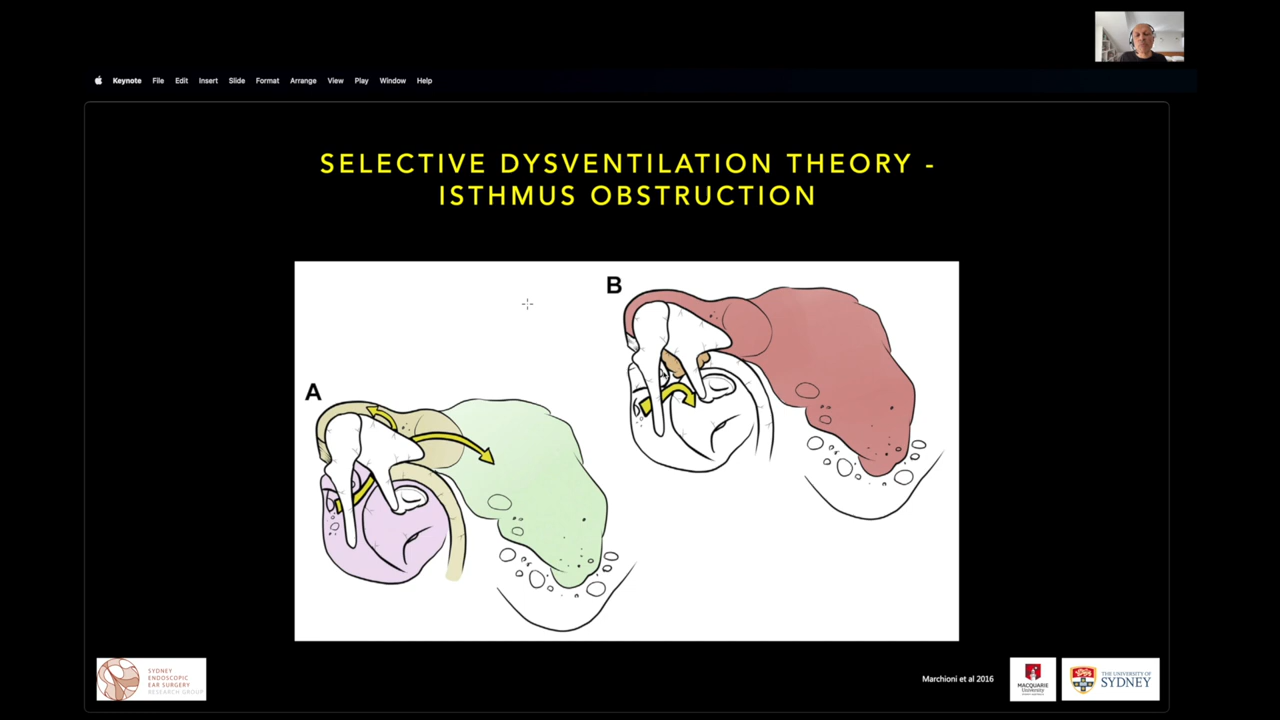 Keynote File Edit Insert Slide Format Arrange View Play Window Help
SELECTIVE DYSVENTILATION THEORY -
ISTHMUS OBSTRUCTION
B
A
SYDNEY
ENDOSCOPIC
EAR SURGERY
RESEARCH GROUP
Marchioni et al 2016
MACQUARIE
University
THE UNIVERSITY OF
SYDNEY